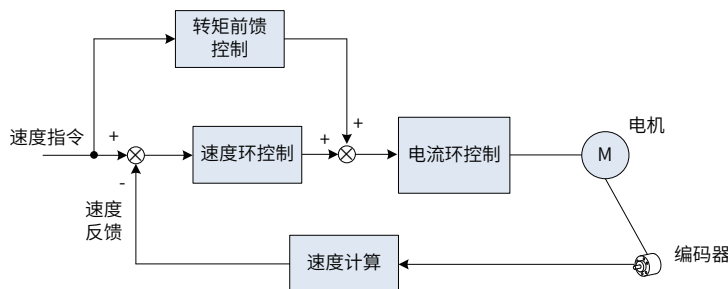 转矩前馈
控制
速度指令
+
-
速度环控制
+
+
电流环控制
电机
M
速度
反馈
速度计算
编码器